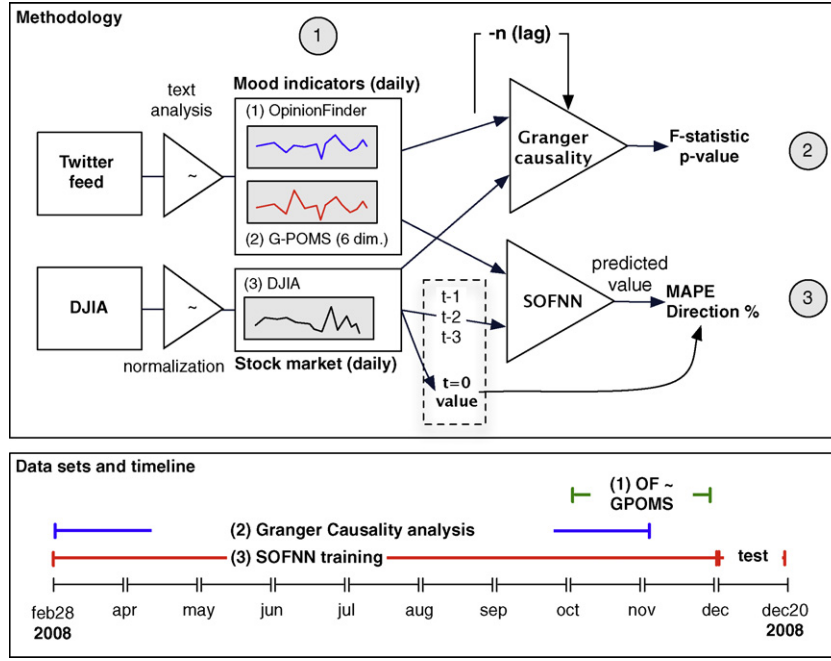 Methodology
1
-n (lag)
text
analysis
Mood indicators (daily)
(1) OpinionFinder
Twitter
feed
~
Granger
causality
F-statistic
p-value
2
(2) G-POMS (6 dim.)
DJIA
~
normalization
(3) DJIA
Stock market (daily)
t-1
t-2
t-3
t=0
value
SOFNN
predicted
value
MAPE
Direction %
3
Data sets and timeline
(1) OF ~
GPOMS
(2) Granger Causality analysis
(3) SOFNN training
test
feb28 apr may jun jul aug sep oct nov dec dec20
2008 2008